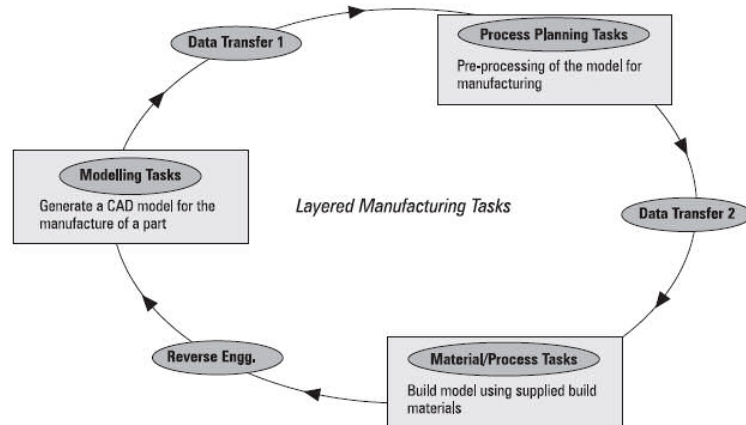 Data Transfer 1
Process Planning Tasks
Pre-processing of the model for
manufacturing
Modelling Tasks
Generate a CAD model for the
manufacture of a part
Layered Manufacturing Tasks
Data Transfer 2
Reverse Engg.
Material/Process Tasks
Build model using supplied build
materials